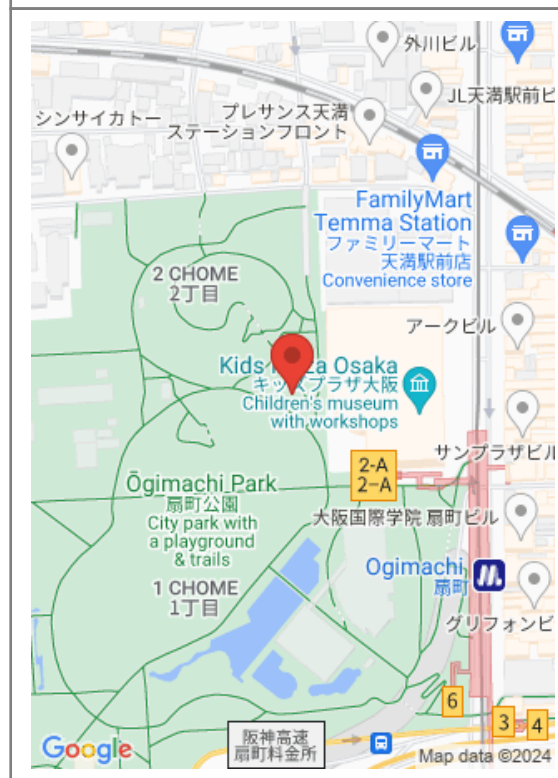 外川ビル
JL天満駅前ビ
プレサンス天満
ステーションフロント
シンサイカトー
FamilyMart
Temma Station
ファミリーマート
天満駅前店
Convenience store
2 CHOME
2丁目
アークビル
Kids Osaka
キッズプラザ大阪
Children's museum
with workshops
サンプラザビル
2-A
2-A
Ōgimachi Park
扇町公園
City park with
a playground
& trails
大阪国際学院 扇町ビル
Ogimachi
扇町
1 CHOME
1丁目
グリフォンビ
6
3
4
阪神高速
扇町料金所
Google
Map data ©2024